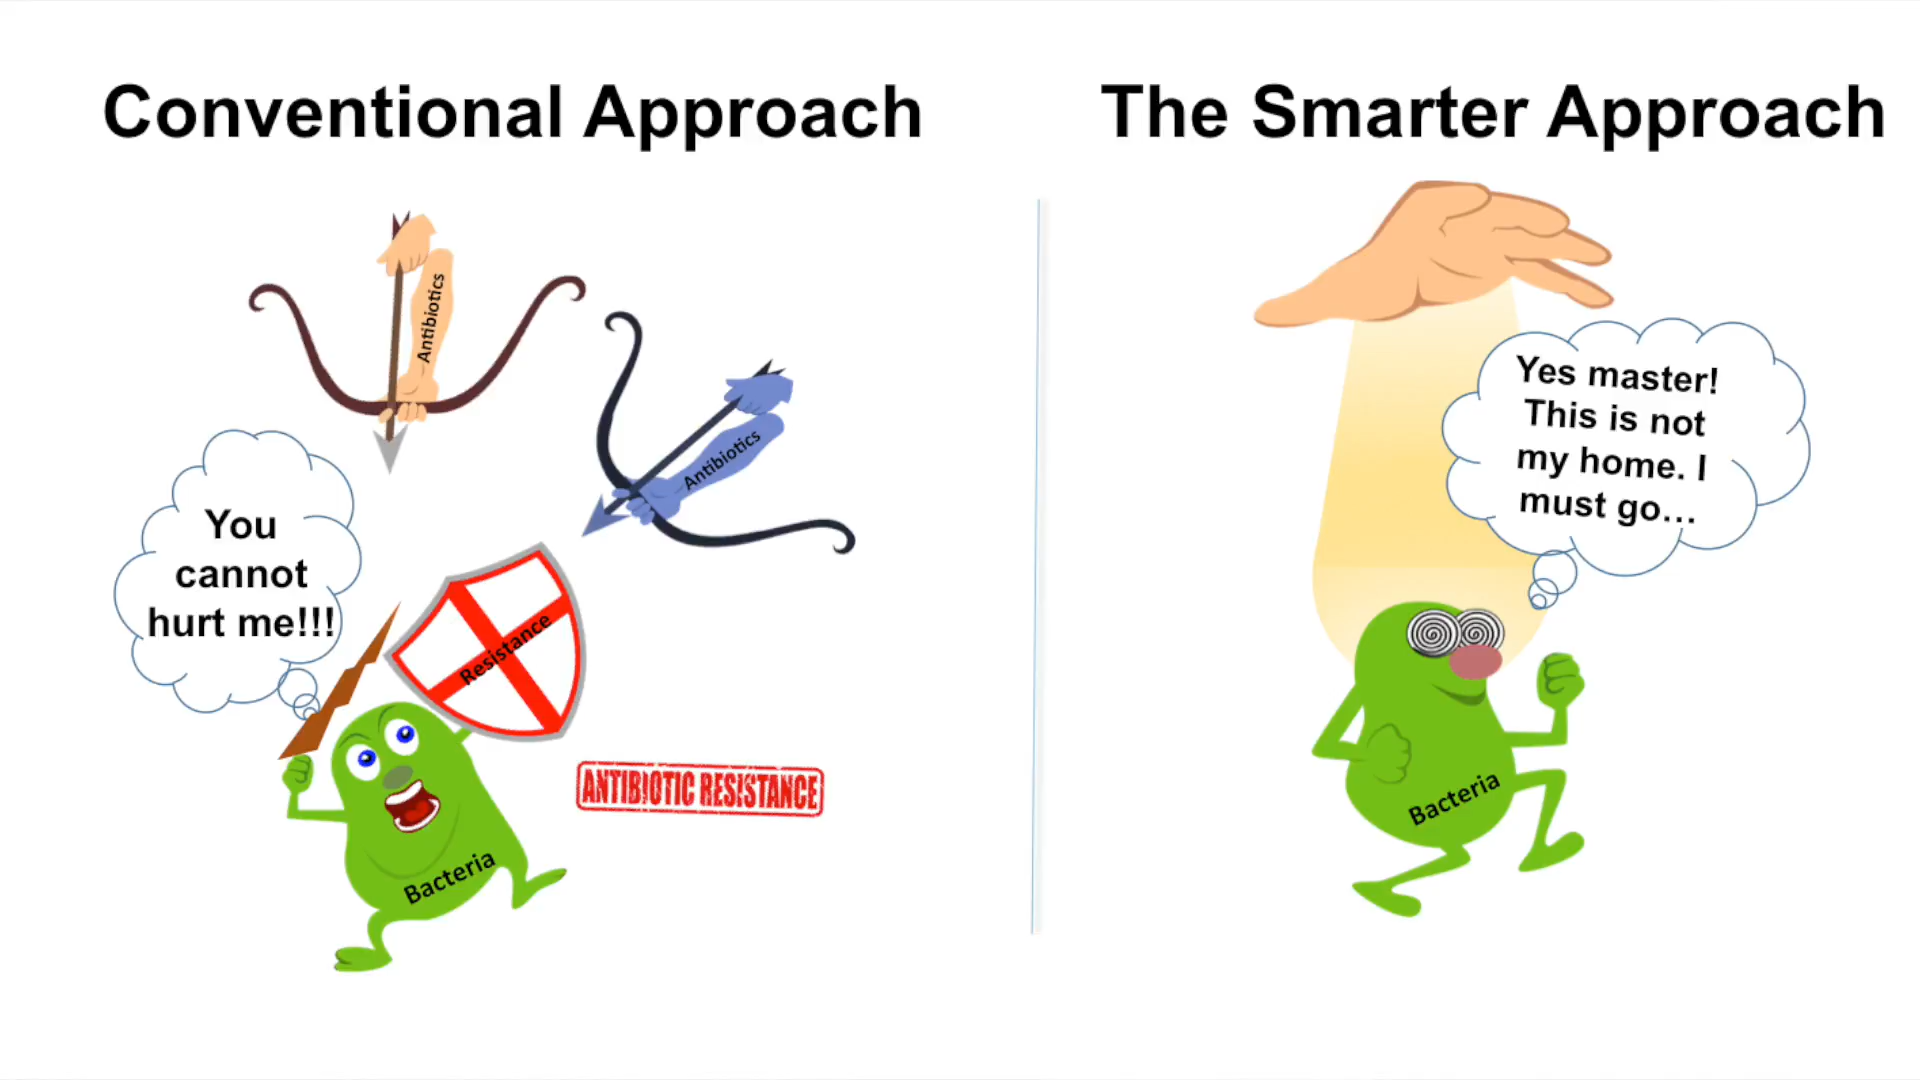 Conventional Approach
The Smarter Approach
Antibiotics
Antibiotics
You
cannot
hurt me!!!
Resistance
Bacteria
ANTIBIOTIC RESISTANCE
Yes master!
This is not
my home. I
must go...
Bacteria